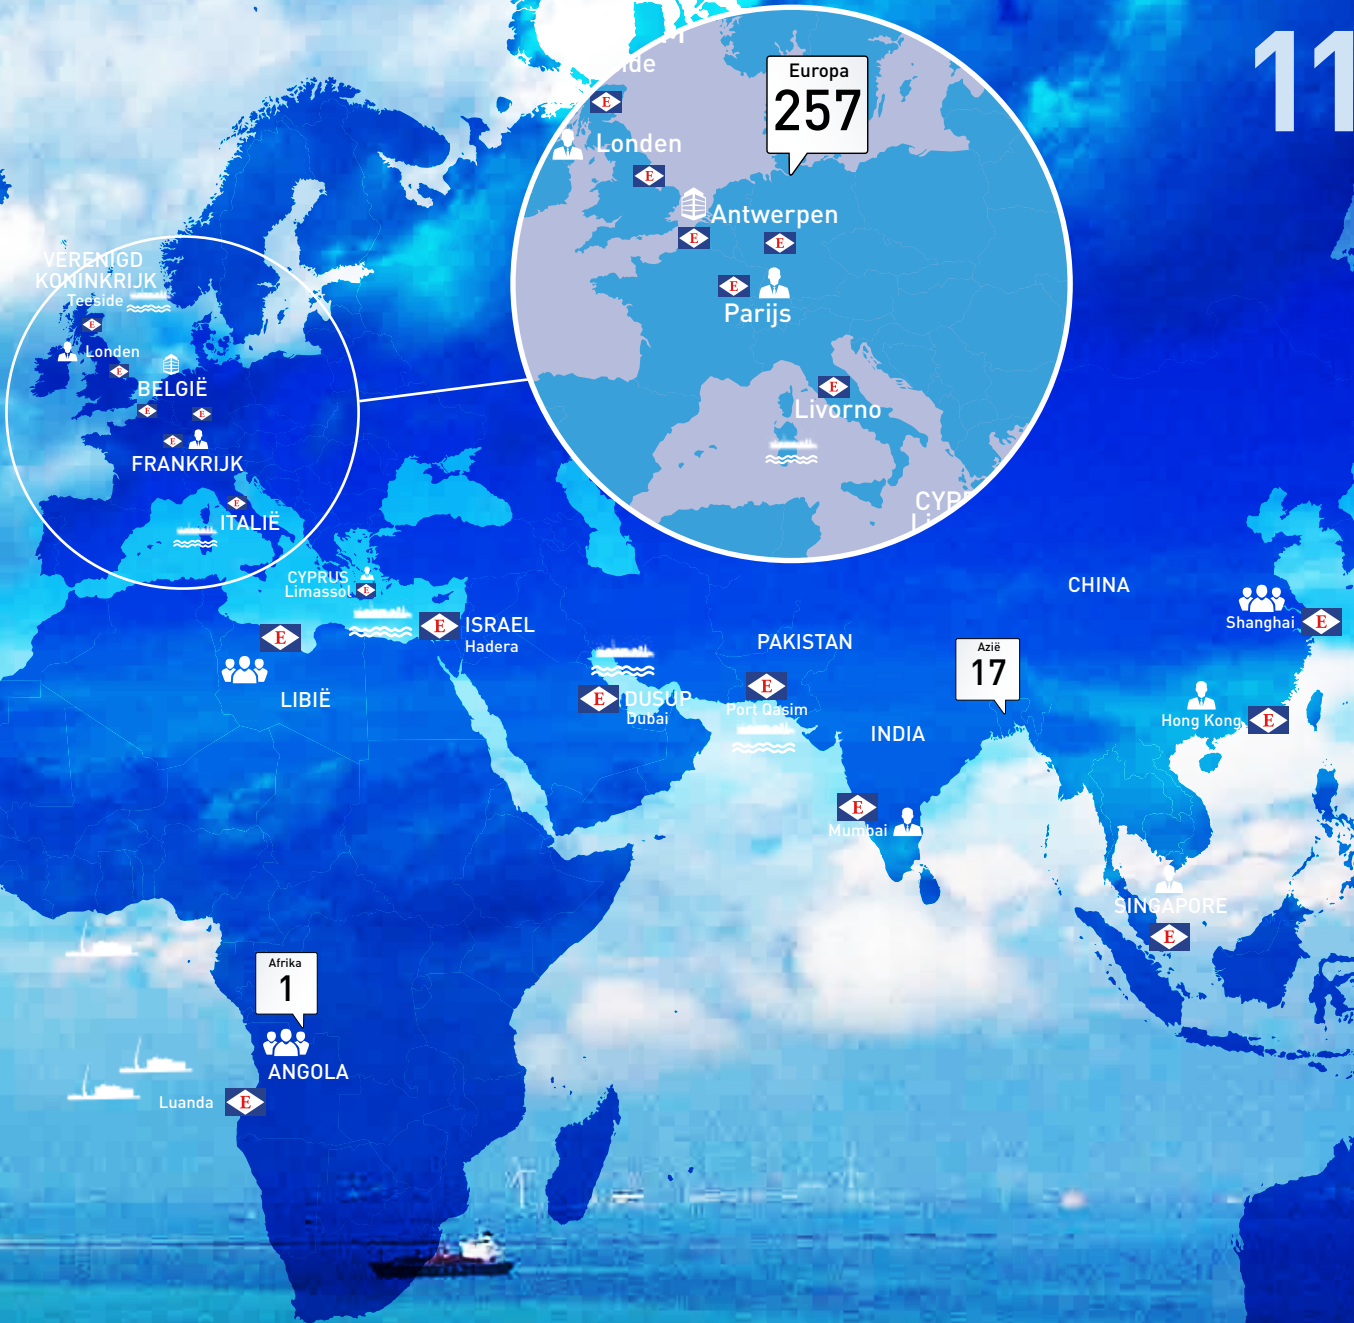 11
Europa
257
Londen
Antwerpen
Parijs
Livorno
VERENIGD
KONINKRIJK
Teeside
Londen
BELGIË
FRANKRIJK
ITALIË
CYPRUS
Limassol
E
ISRAEL
Hadera
E
LIBIË
E
DUSUP
Dubai
PAKISTAN
E
Port Qasim
INDIA
E
Mumbai
Azië
17
CHINA
Shanghai
E
Hong Kong
E
SINGAPORE
E
Afrika
1
ANGOLA
Luanda
E
E
E
E
E
E
E
E
E
E
E
E
E
E